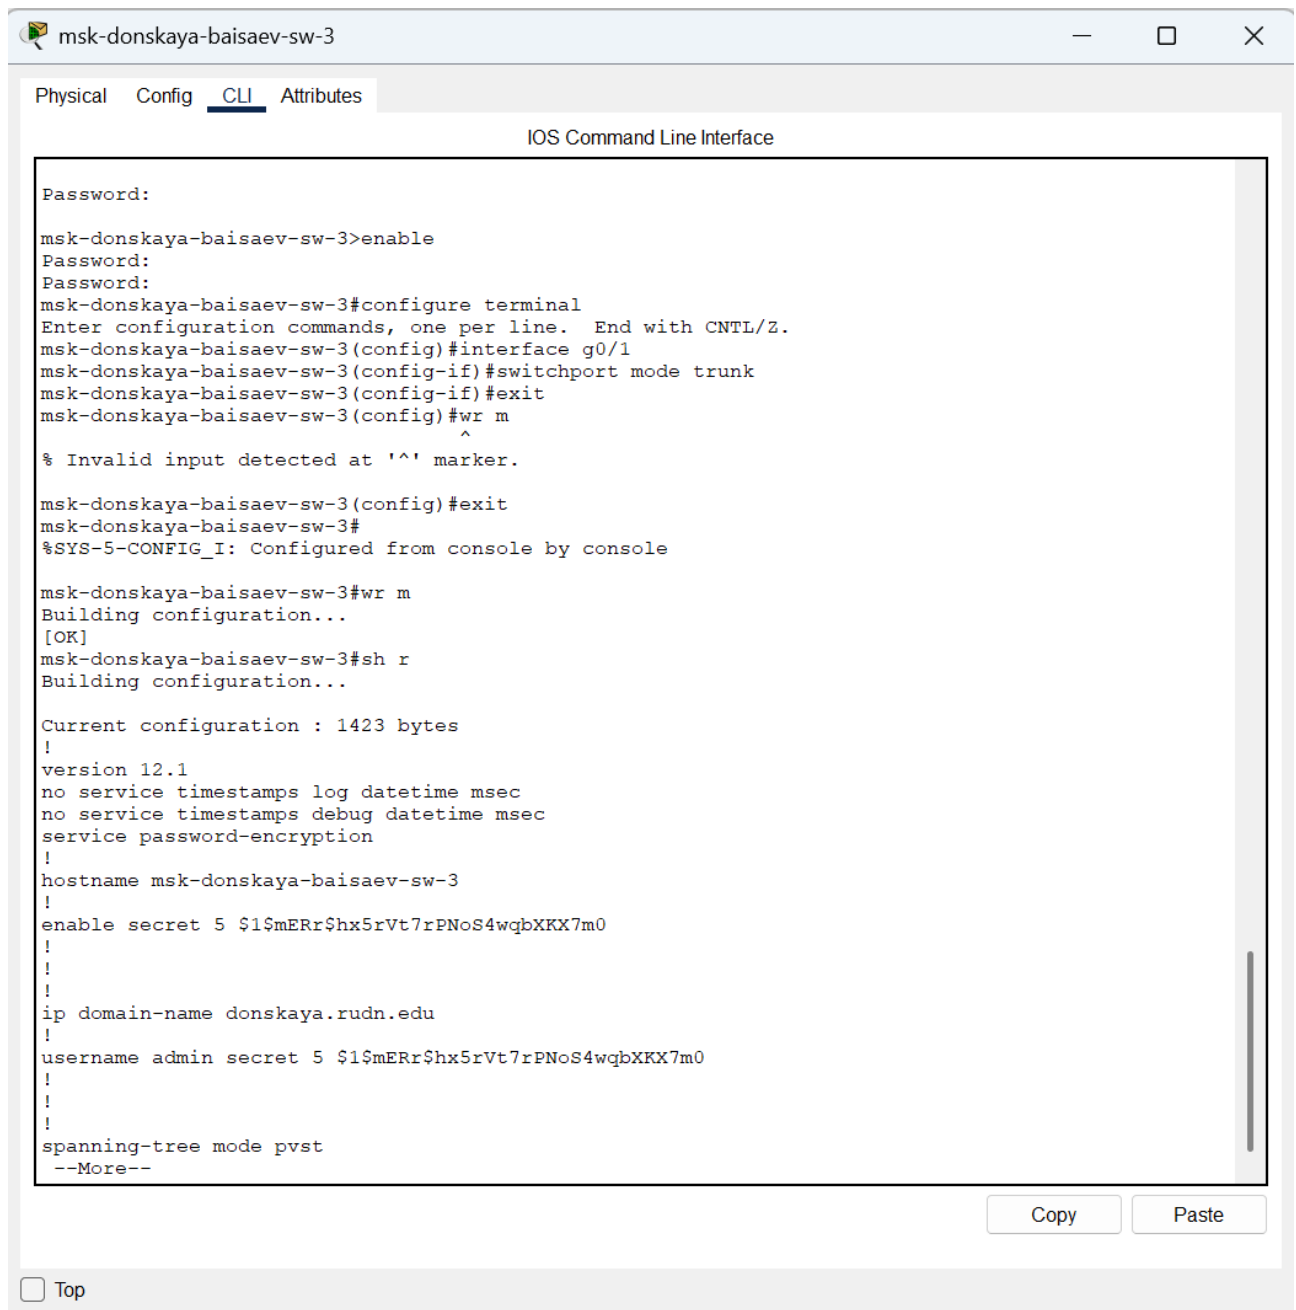 msk-donskaya-baisaev-sw-3
Physical Config CLI Attributes
IOS Command Line Interface
Password:
msk-donskaya-baisaev-sw-3>enable
Password:
Password:
msk-donskaya-baisaev-sw-3#configure terminal
Enter configuration commands, one per line.  End with CNTL/Z.
msk-donskaya-baisaev-sw-3(config)#interface g0/1
msk-donskaya-baisaev-sw-3(config-if)#switchport mode trunk
msk-donskaya-baisaev-sw-3(config-if)#exit
msk-donskaya-baisaev-sw-3(config)#wr m
^
% Invalid input detected at '^' marker.
msk-donskaya-baisaev-sw-3(config)#exit
msk-donskaya-baisaev-sw-3#
%SYS-5-CONFIG_I: Configured from console by console
msk-donskaya-baisaev-sw-3#wr m
Building configuration...
[OK]
msk-donskaya-baisaev-sw-3#sh r
Building configuration...
Current configuration : 1423 bytes
!
version 12.1
no service timestamps log datetime msec
no service timestamps debug datetime msec
service password-encryption
!
hostname msk-donskaya-baisaev-sw-3
!
enable secret 5 $1$mERr$hx5rVt7rPNoS4wqbXKX7m0
!
!
!
ip domain-name donskaya.rudn.edu
!
username admin secret 5 $1$mERr$hx5rVt7rPNoS4wqbXKX7m0
!
!
!
spanning-tree mode pvst
--More--
Copy Paste
Top